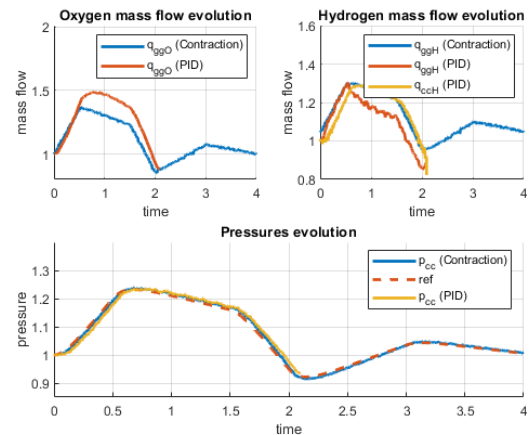 Oxygen mass flow evolution
2
1.5
1
mass flow
q_ggO (Contraction)
q_ggO (PID)
0 1 2 3 4
time
Hydrogen mass flow evolution
1.6
1.4
1.2
1
0.8
mass flow
q_ggH (Contraction)
q_ggH (PID)
q_ccH (PID)
0 1 2 3 4
time
Pressures evolution
1.3
1.2
1.1
1
0.9
pressure
p_cc (Contraction)
ref
p_cc (PID)
0 0.5 1 1.5 2 2.5 3 3.5 4
time